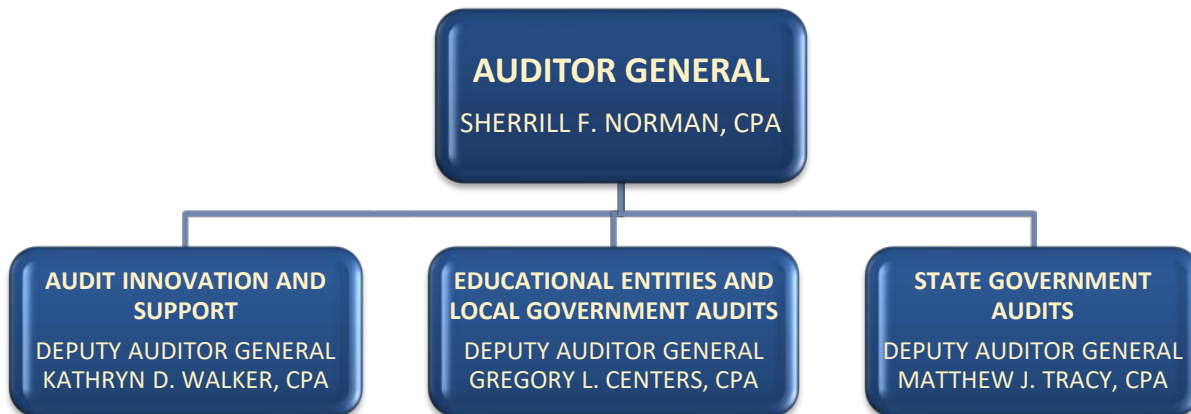 AUDITOR GENERAL
SHERRILL F. NORMAN, CPA
AUDIT INNOVATION AND
SUPPORT
DEPUTY AUDITOR GENERAL
KATHRYN D. WALKER, CPA
EDUCATIONAL ENTITIES AND
LOCAL GOVERNMENT AUDITS
DEPUTY AUDITOR GENERAL
GREGORY L. CENTERS, CPA
STATE GOVERNMENT
AUDITS
DEPUTY AUDITOR GENERAL
MATTHEW J. TRACY, CPA